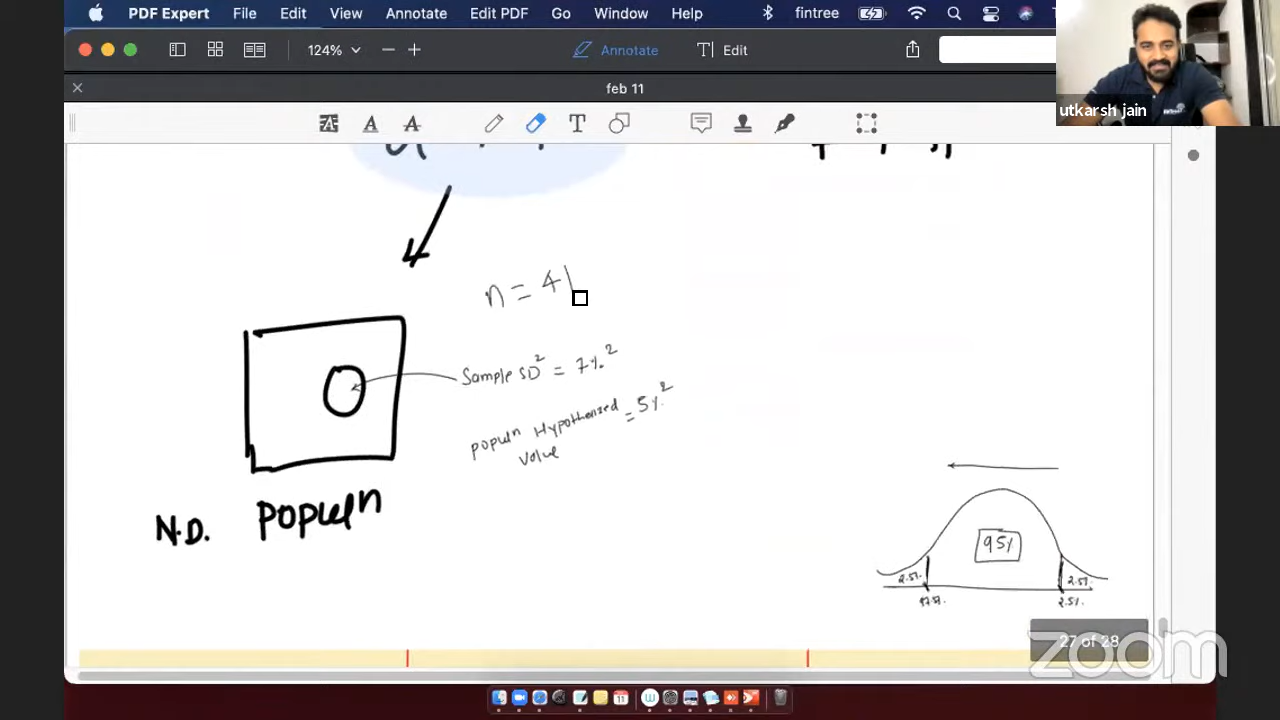 PDF Expert File Edit View Annotate Edit PDF Go Window Help fintree
124% Annotate T Edit
feb 11
utkarsh jain
n = 41
Sample SD² = 7%²
Populn Hypothesized = 5%²
value
N.D. Populn
95%
2.5% 2.5%
97.5% 2.5%
27 of 28
zoom